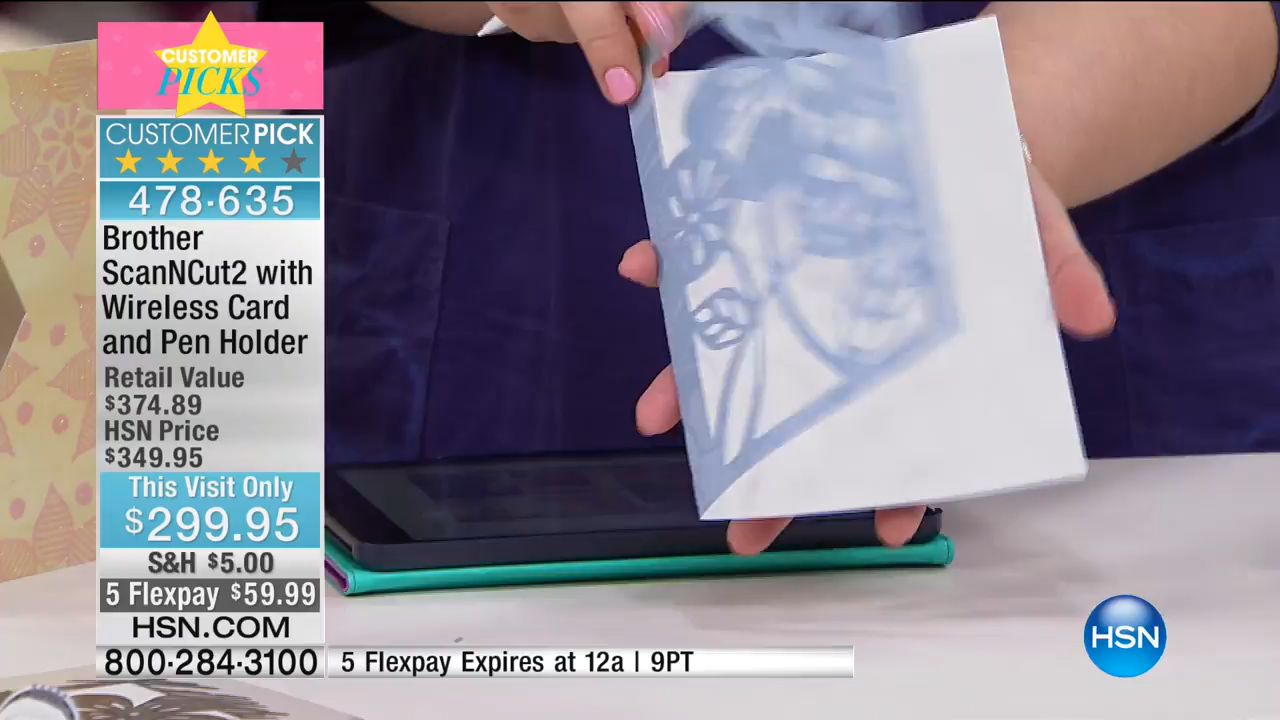 CUSTOMER
PICKS
CUSTOMER PICK
478·635
Brother
ScanNCut2 with
Wireless Card
and Pen Holder
Retail Value
$374.89
HSN Price
$349.95
This Visit Only
$299.95
S&H $5.00
5 Flexpay $59.99
HSN.COM
800·284·3100
5 Flexpay Expires at 12a | 9PT
HSN